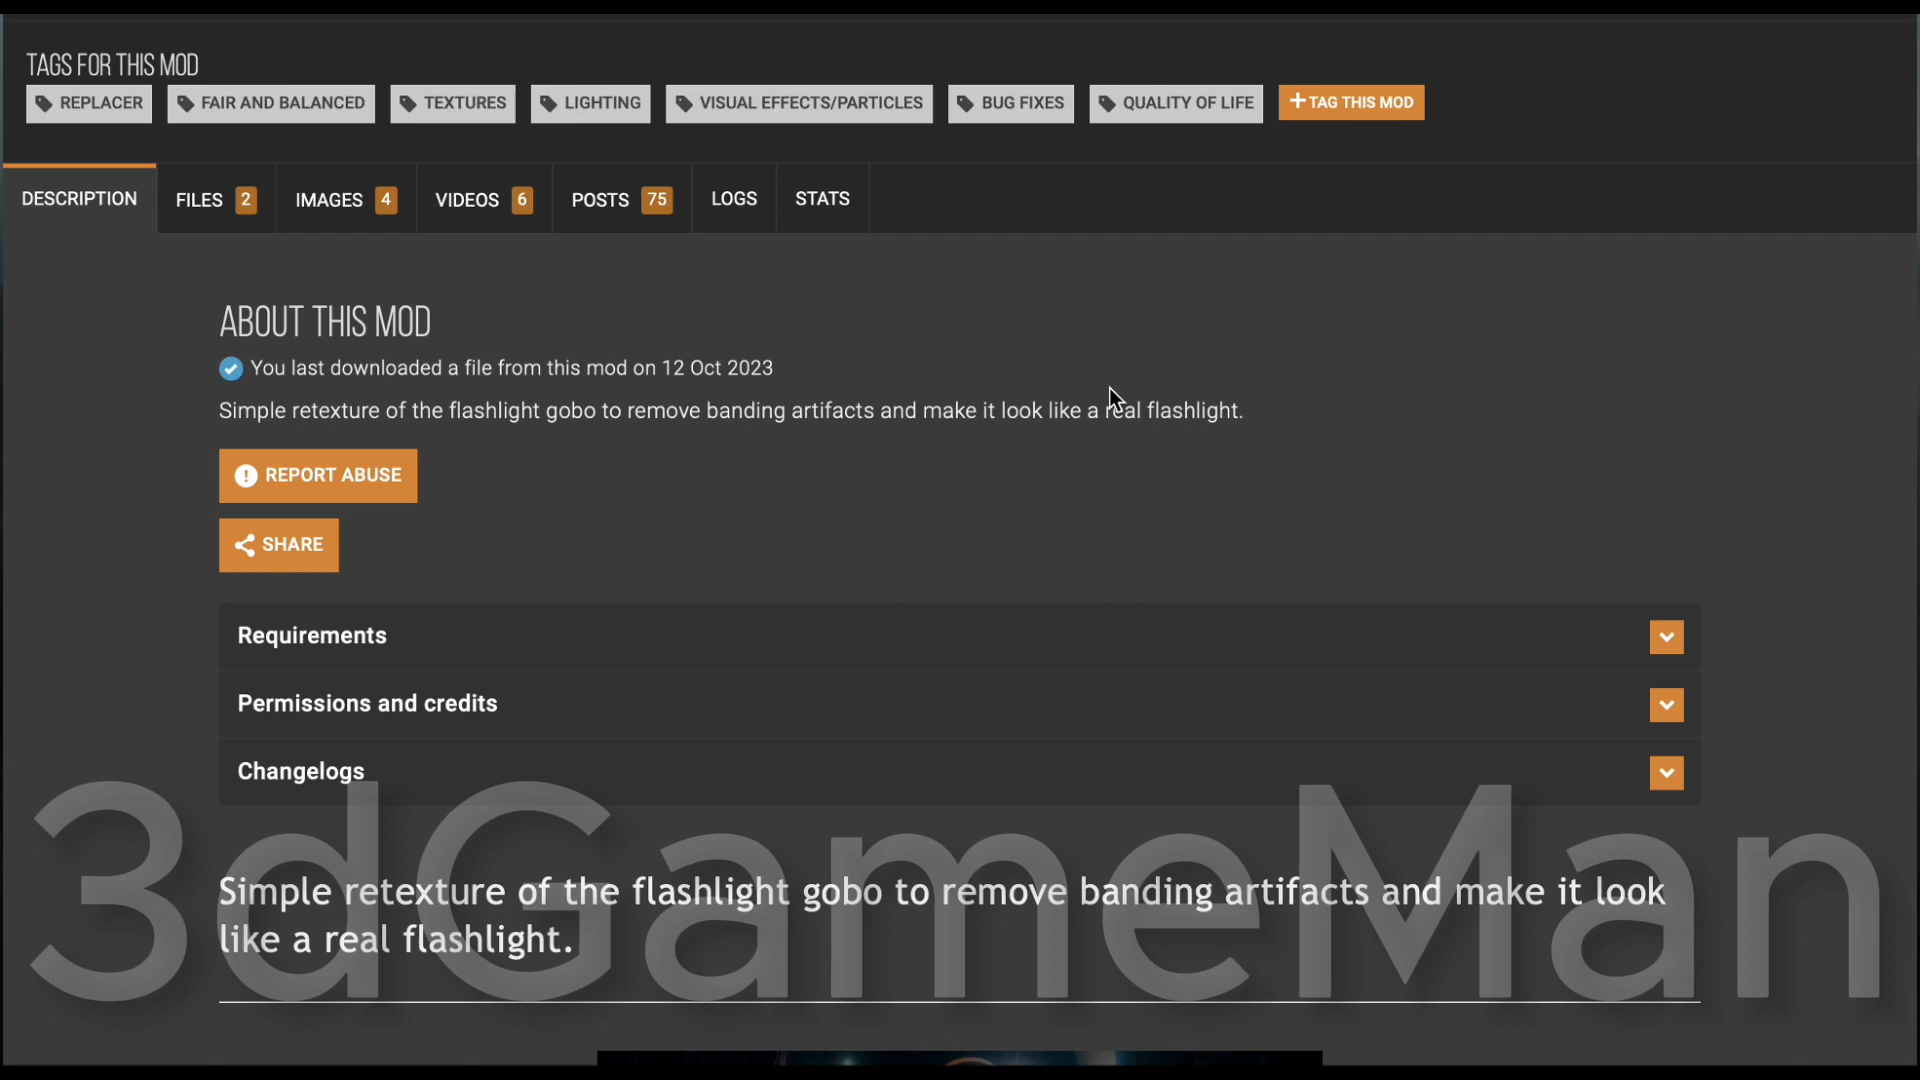 TAGS FOR THIS MOD
REPLACER FAIR AND BALANCED TEXTURES LIGHTING VISUAL EFFECTS/PARTICLES BUG FIXES QUALITY OF LIFE +TAG THIS MOD
DESCRIPTION FILES 2 IMAGES 4 VIDEOS 6 POSTS 75 LOGS STATS
ABOUT THIS MOD
You last downloaded a file from this mod on 12 Oct 2023
Simple retexture of the flashlight gobo to remove banding artifacts and make it look like a real flashlight.
REPORT ABUSE
SHARE
Requirements
Permissions and credits
Changelogs
3dGameMan
Simple retexture of the flashlight gobo to remove banding artifacts and make it look
like a real flashlight.